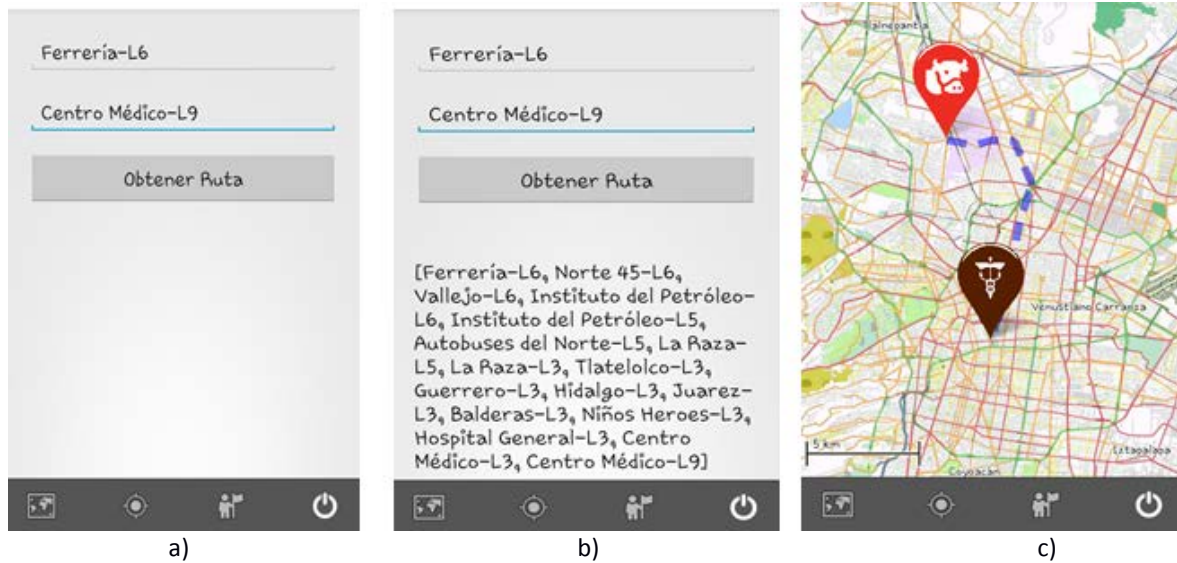 Ferrería-L6
Centro Médico-L9
Obtener Ruta
a)
Ferrería-L6
Centro Médico-L9
Obtener Ruta
[Ferrería-L6, Norte 45-L6,
Vallejo-L6, Instituto del Petróleo-
L6, Instituto del Petróleo-L5,
Autobuses del Norte-L5, La Raza-
L5, La Raza-L3, Tlatelolco-L3,
Guerrero-L3, Hidalgo-L3, Juarez-
L3, Balderas-L3, Niños Heroes-L3,
Hospital General-L3, Centro
Médico-L3, Centro Médico-L9]
b)
Tlalnepantla
Venustiano Carranza
5 km
Iztapalapa
Coyoacán
c)